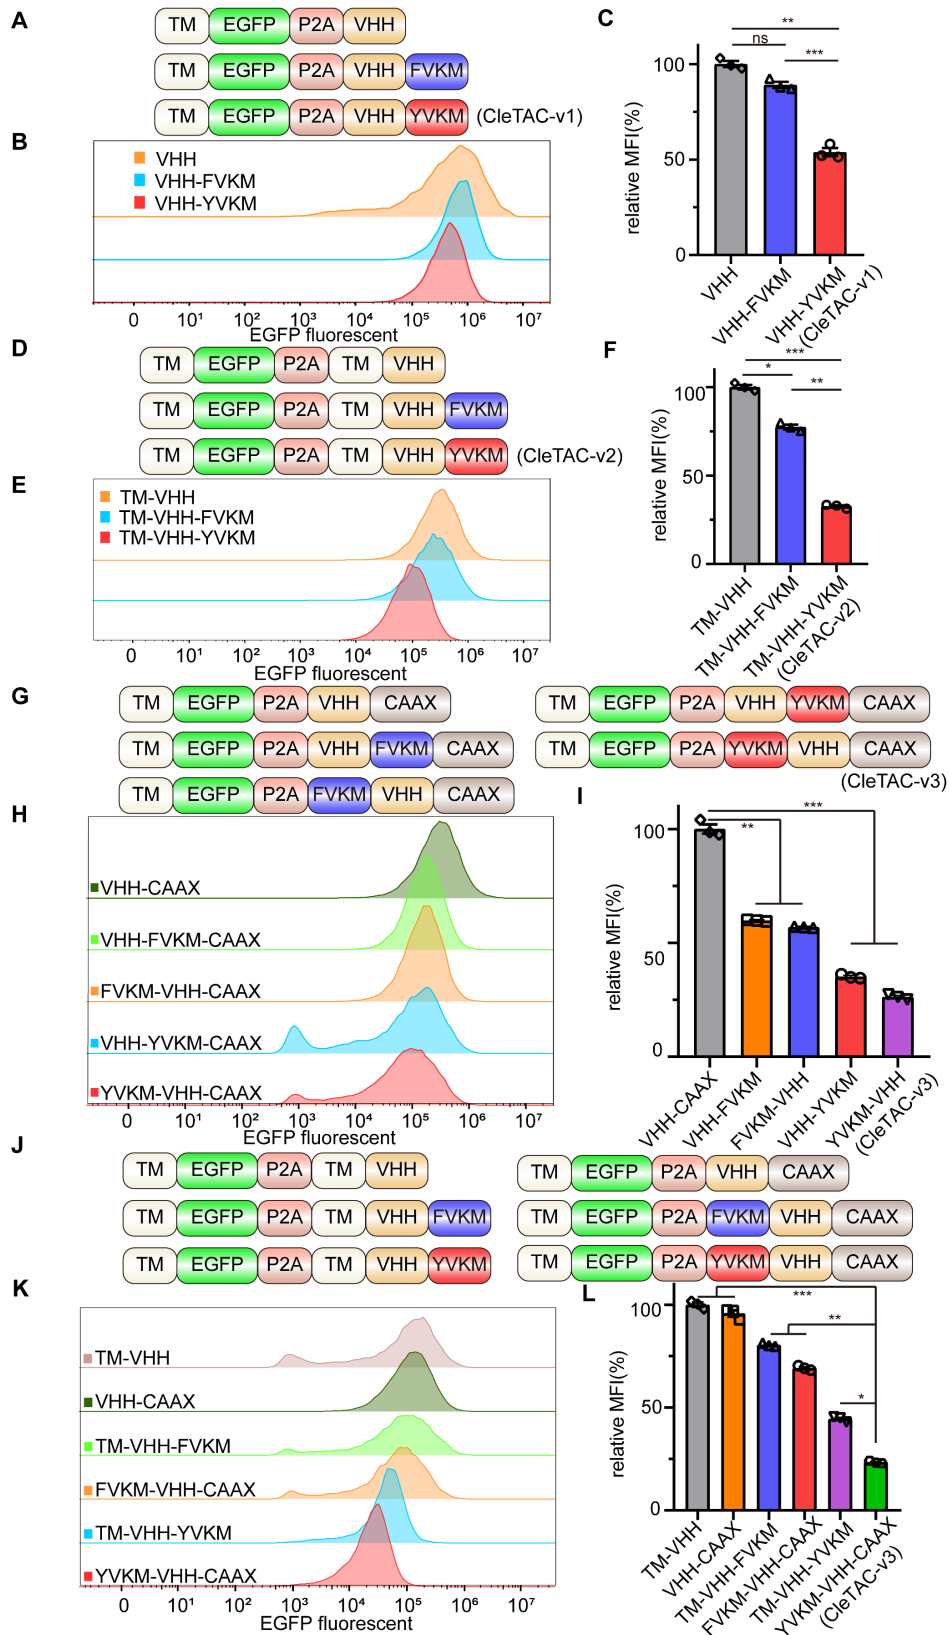 A
TM EGFP P2A VHH
TM EGFP P2A VHH FVKM
TM EGFP P2A VHH YVKM (CleTAC-v1)
B
VHH
VHH-FVKM
VHH-YVKM
0 10¹ 10² 10³ 10⁴ 10⁵ 10⁶ 10⁷
EGFP fluorescent
C
relative MFI(%)
100
50
0
**
ns
***
VHH
VHH-FVKM
VHH-YVKM
(CleTAC-v1)
D
TM EGFP P2A TM VHH
TM EGFP P2A TM VHH FVKM
TM EGFP P2A TM VHH YVKM (CleTAC-v2)
E
TM-VHH
TM-VHH-FVKM
TM-VHH-YVKM
0 10¹ 10² 10³ 10⁴ 10⁵ 10⁶ 10⁷
EGFP fluorescent
F
relative MFI(%)
100
50
0
***
*
**
TM-VHH
TM-VHH-FVKM
TM-VHH-YVKM
(CleTAC-v2)
G
TM EGFP P2A VHH CAAX
TM EGFP P2A VHH FVKM CAAX
TM EGFP P2A FVKM VHH CAAX
TM EGFP P2A VHH YVKM CAAX
TM EGFP P2A YVKM VHH CAAX
(CleTAC-v3)
H
VHH-CAAX
VHH-FVKM-CAAX
FVKM-VHH-CAAX
VHH-YVKM-CAAX
YVKM-VHH-CAAX
0 10¹ 10² 10³ 10⁴ 10⁵ 10⁶ 10⁷
EGFP fluorescent
I
relative MFI(%)
100
50
0
***
**
VHH-CAAX
VHH-FVKM
FVKM-VHH
VHH-YVKM
YVKM-VHH
(CleTAC-v3)
J
TM EGFP P2A TM VHH
TM EGFP P2A TM VHH FVKM
TM EGFP P2A TM VHH YVKM
TM EGFP P2A VHH CAAX
TM EGFP P2A FVKM VHH CAAX
TM EGFP P2A YVKM VHH CAAX
K
TM-VHH
VHH-CAAX
TM-VHH-FVKM
FVKM-VHH-CAAX
TM-VHH-YVKM
YVKM-VHH-CAAX
0 10¹ 10² 10³ 10⁴ 10⁵ 10⁶ 10⁷
EGFP fluorescent
L
relative MFI(%)
100
50
0
***
**
*
TM-VHH
VHH-CAAX
TM-VHH-FVKM
FVKM-VHH-CAAX
TM-VHH-YVKM
YVKM-VHH-CAAX
(CleTAC-v3)